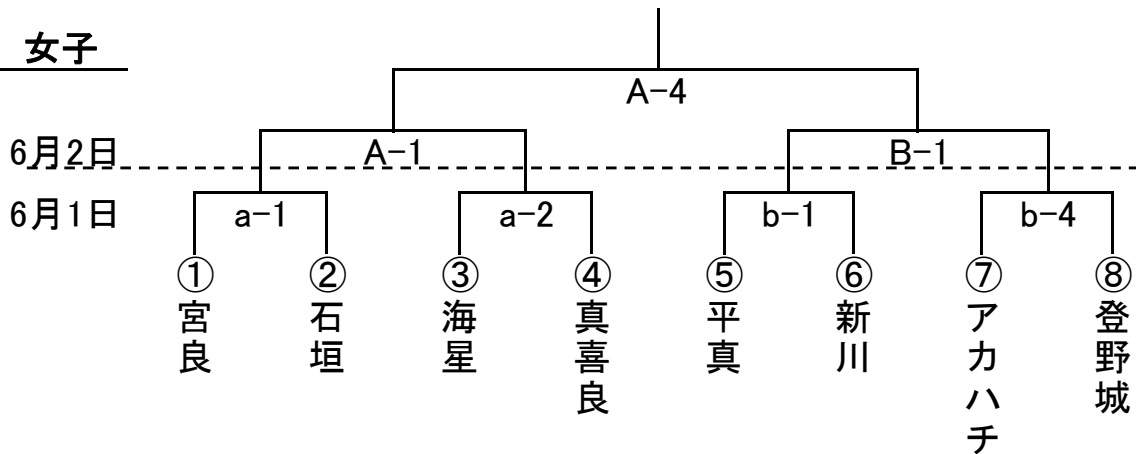 女子
A-4
6月2日
A-1
B-1
6月1日
a-1
a-2
b-1
b-4
①
宮良
②
石垣
③
海星
④
真喜良
⑤
平真
⑥
新川
⑦
アカハチ
⑧
登野城